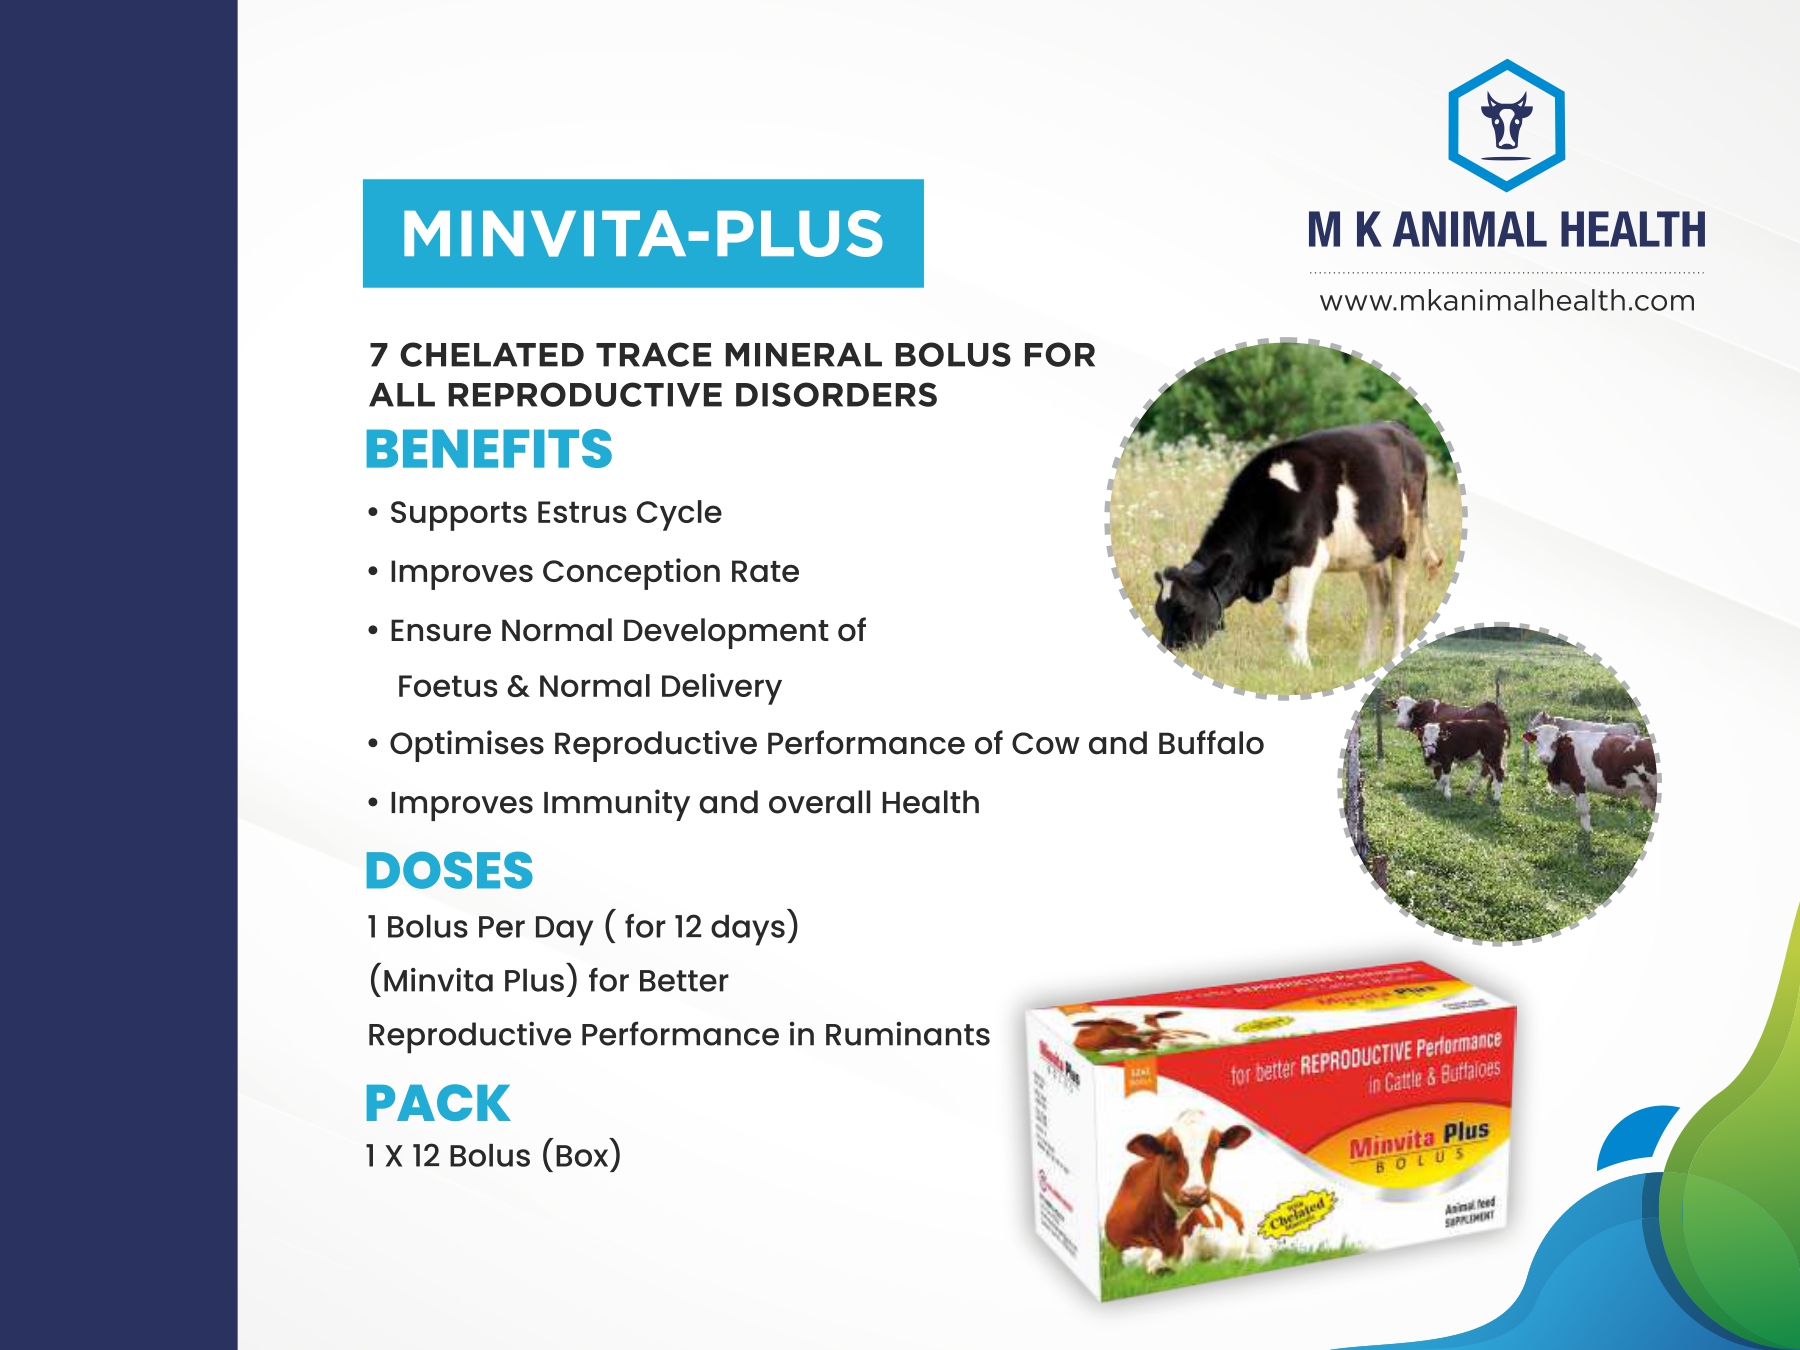 M K ANIMAL HEALTH
www.mkanimalhealth.com
MINVITA-PLUS
7 CHELATED TRACE MINERAL BOLUS FOR
ALL REPRODUCTIVE DISORDERS
BENEFITS
• Supports Estrus Cycle
• Improves Conception Rate
• Ensure Normal Development of
Foetus & Normal Delivery
• Optimises Reproductive Performance of Cow and Buffalo
• Improves Immunity and overall Health
DOSES
1 Bolus Per Day ( for 12 days)
(Minvita Plus) for Better
Reproductive Performance in Ruminants
PACK
1 X 12 Bolus (Box)
for better REPRODUCTIVE Performance
in Cattle & Buffaloes
Minvita Plus
BOLUS
Chelated
Animal feed
SUPPLEMENT
Minvita Plus
Minvita Plus